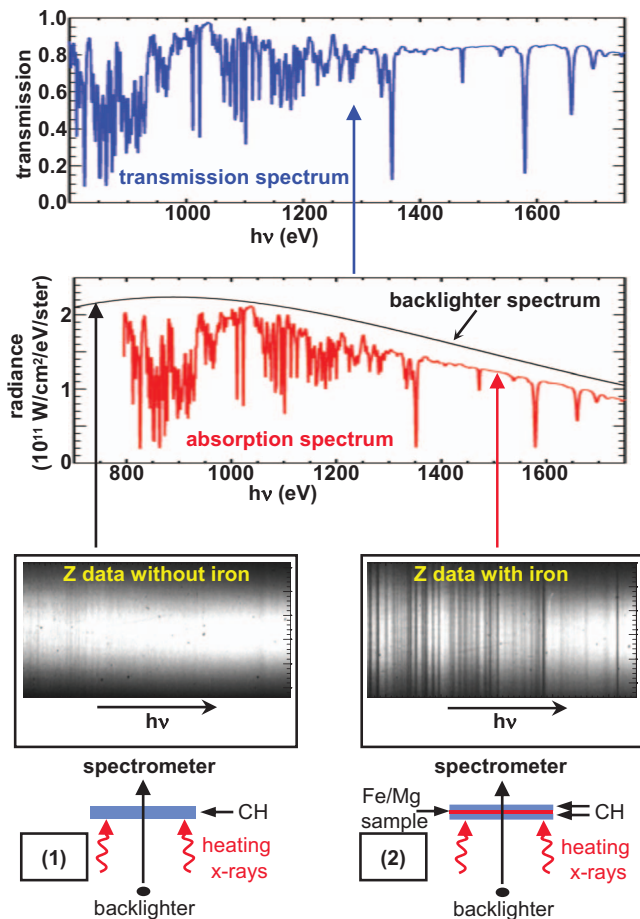 1.0
0.8
0.6
0.4
0.2
0.0
transmission
transmission spectrum
1000 1200 1400 1600
hν (eV)
2
1
0
radiance
(10¹¹ W/cm²/eV/ster)
backlighter spectrum
absorption spectrum
800 1000 1200 1400 1600
hν (eV)
Z data without iron
hν
Z data with iron
hν
spectrometer
CH
(1)
heating
x-rays
backlighter
spectrometer
Fe/Mg
sample
CH
(2)
heating
x-rays
backlighter